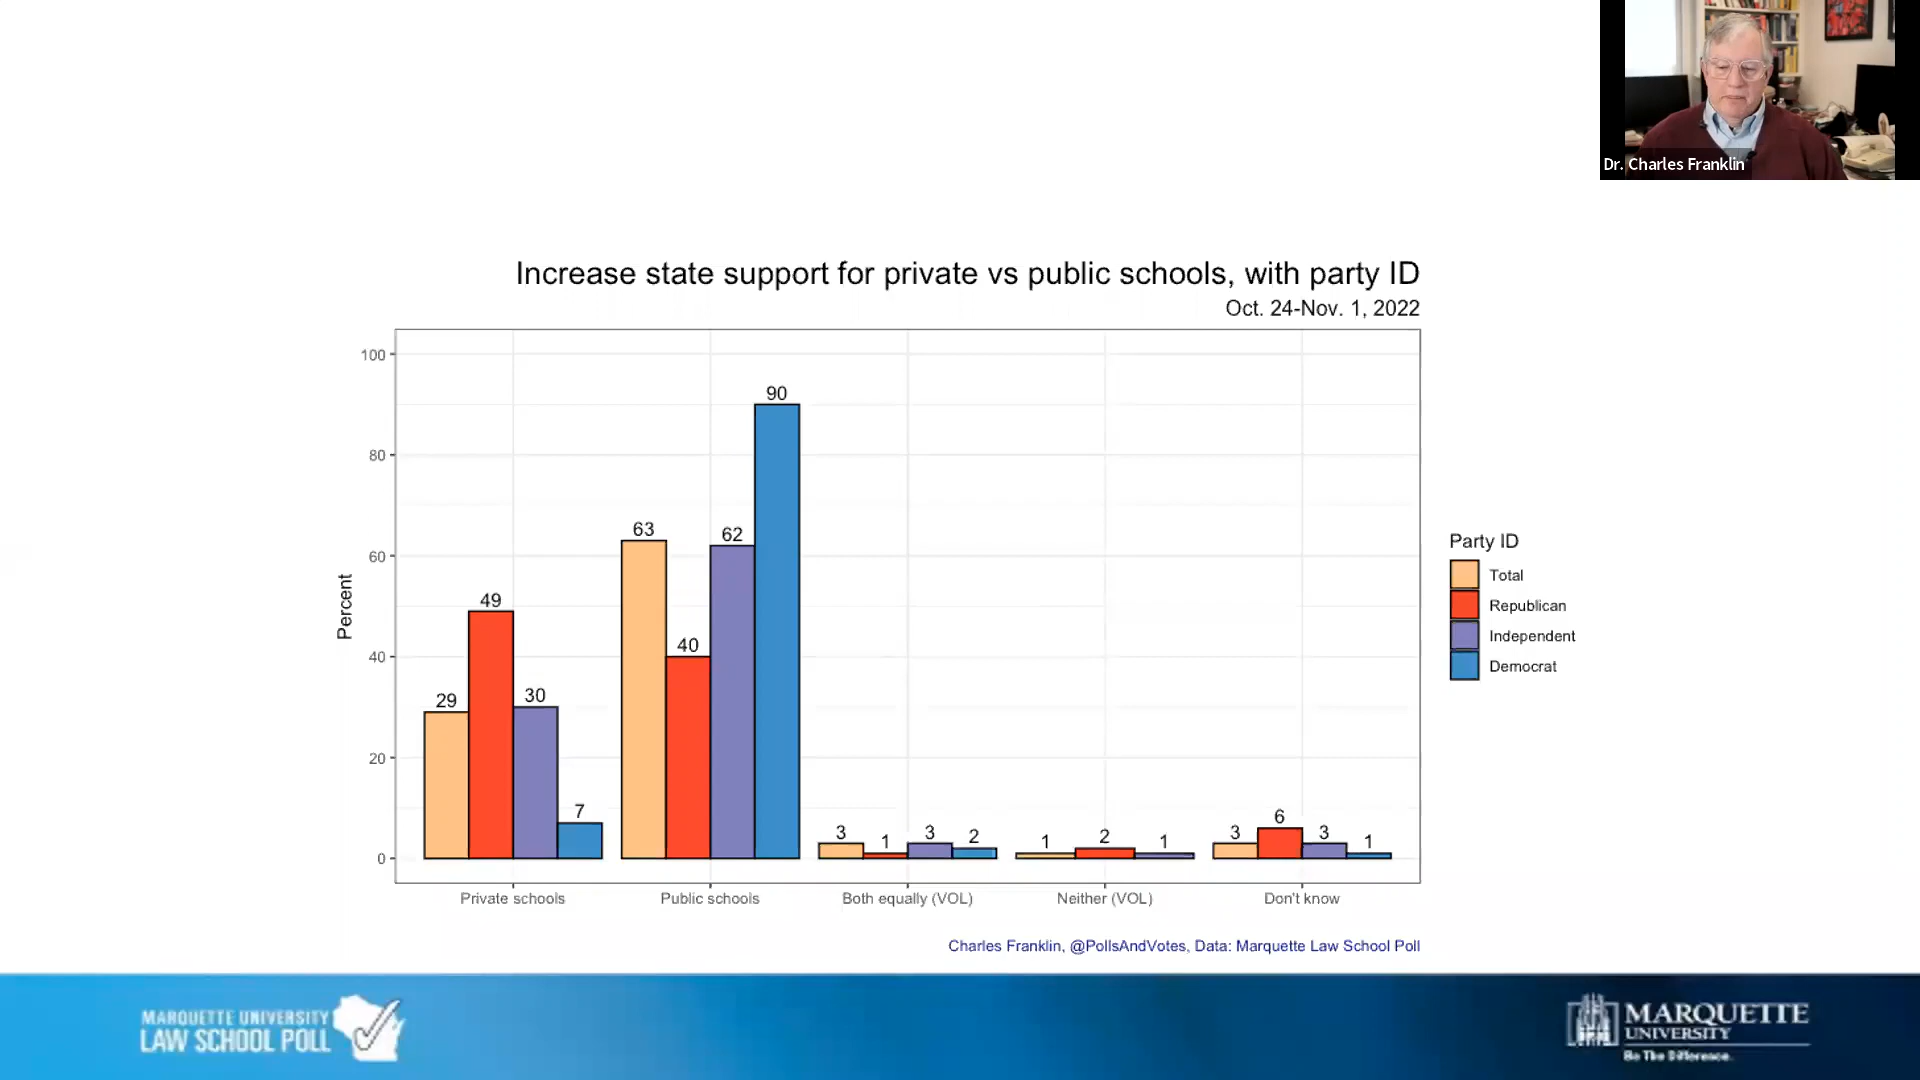 Dr. Charles Franklin
Increase state support for private vs public schools, with party ID
Oct. 24-Nov. 1, 2022
Percent
100
80
60
40
20
0
29
49
30
7
63
40
62
90
3
1
3
2
1
2
1
3
6
3
1
Private schools
Public schools
Both equally (VOL)
Neither (VOL)
Don't know
Party ID
Total
Republican
Independent
Democrat
Charles Franklin, @PollsAndVotes, Data: Marquette Law School Poll
MARQUETTE UNIVERSITY
LAW SCHOOL POLL
MARQUETTE
UNIVERSITY
Be The Difference.